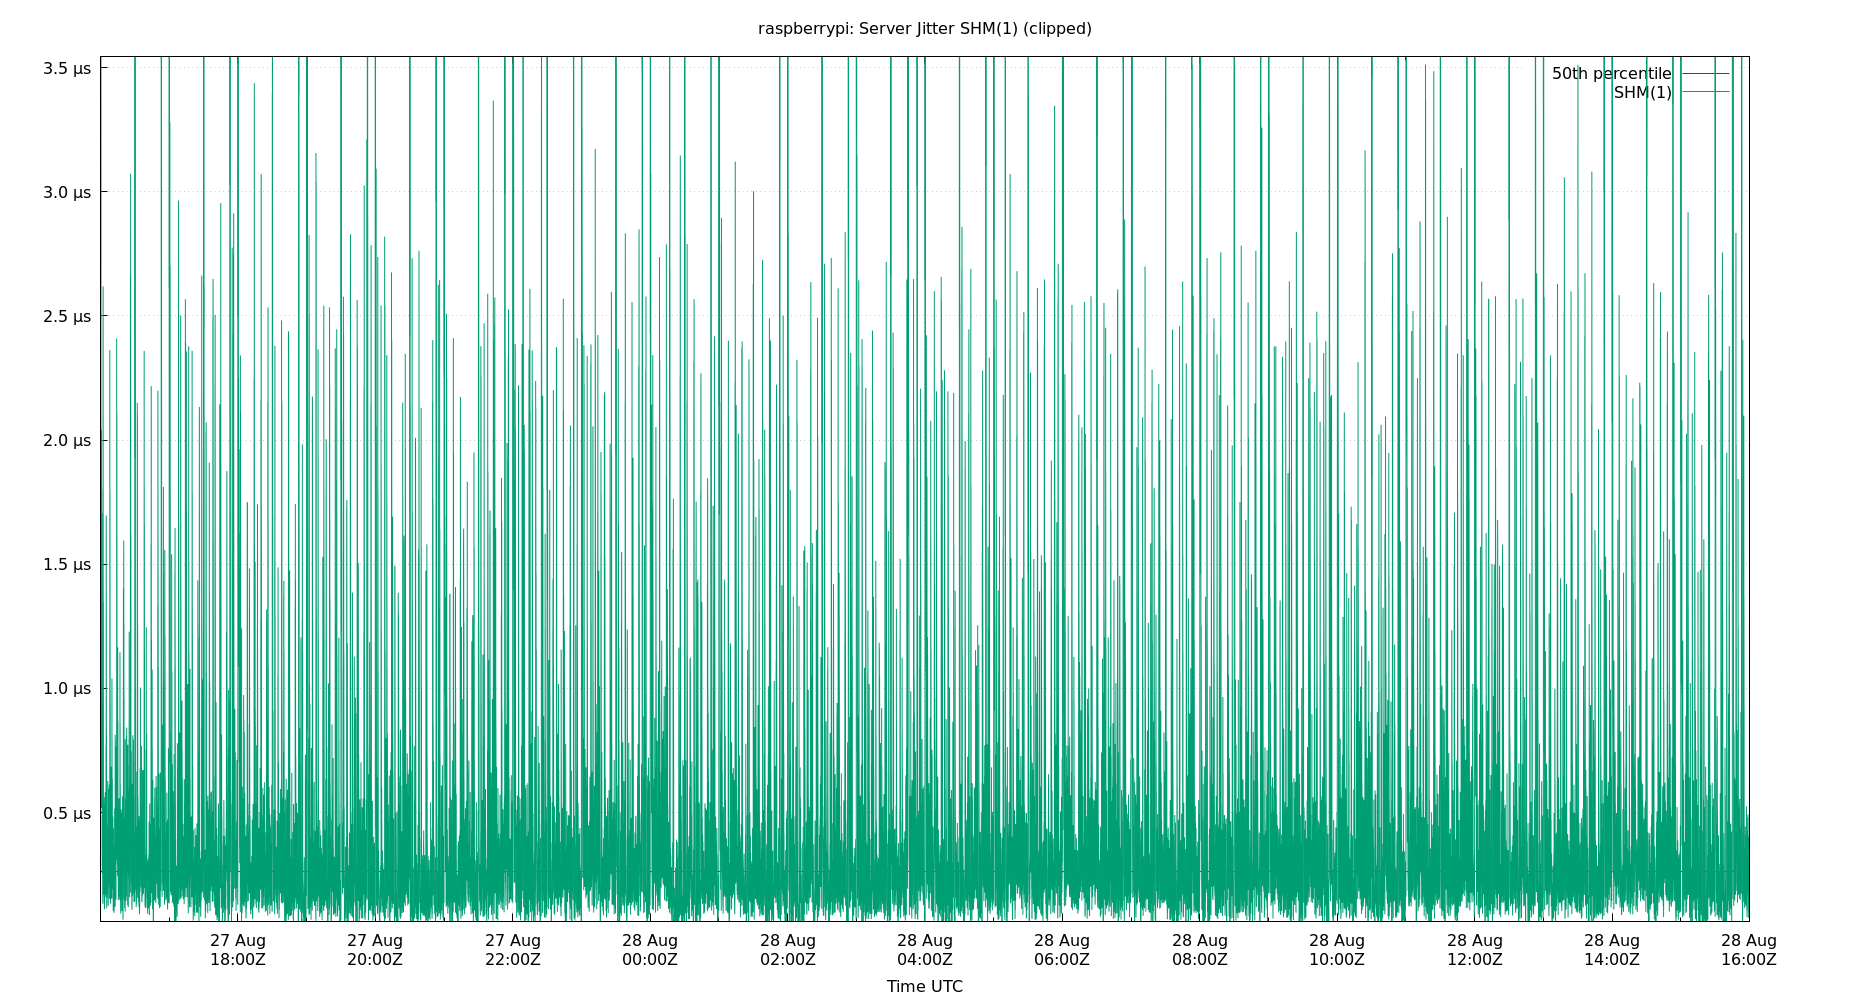 raspberrypi: Server Jitter SHM(1) (clipped)
50th percentile
SHM(1)
3.5 μs
3.0 μs
2.5 μs
2.0 μs
1.5 μs
1.0 μs
0.5 μs
27 Aug 27 Aug 27 Aug 28 Aug 28 Aug 28 Aug 28 Aug 28 Aug 28 Aug 28 Aug 28 Aug 28 Aug
18:00Z 20:00Z 22:00Z 00:00Z 02:00Z 04:00Z 06:00Z 08:00Z 10:00Z 12:00Z 14:00Z 16:00Z
Time UTC